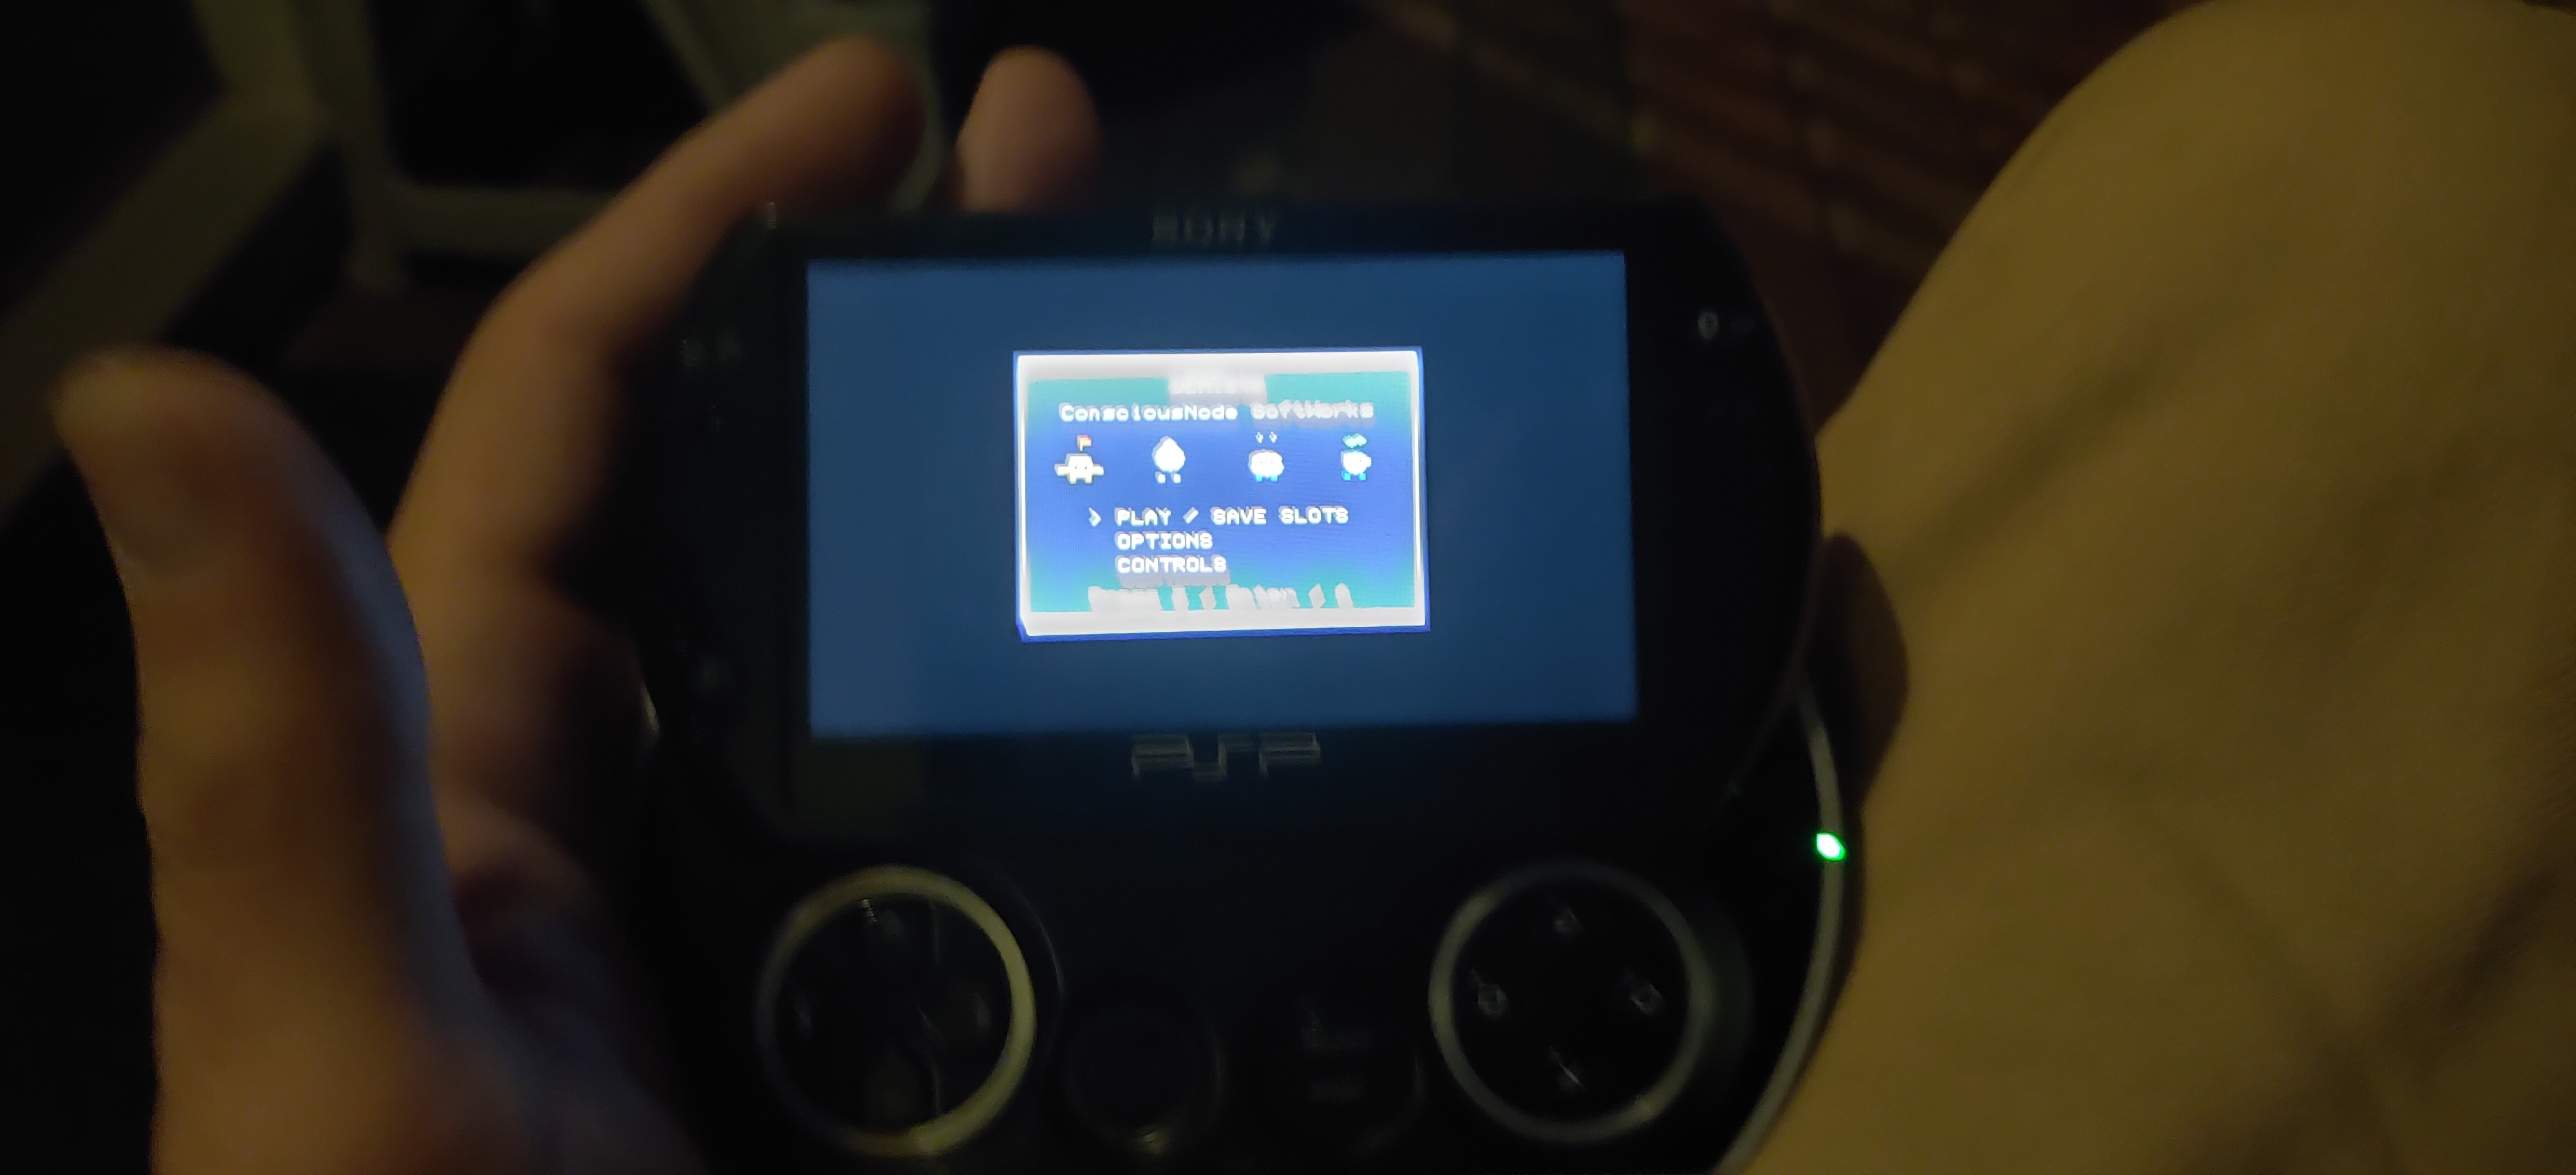 SONY
ConsciousNode SoftWorks
> PLAY / SAVE SLOTS
OPTIONS
CONTROLS
PSP